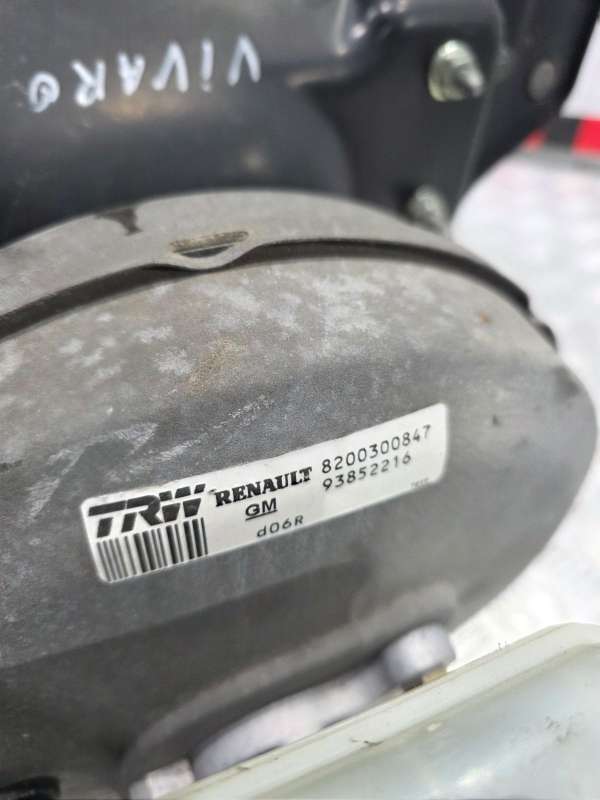 VIVARO
TRW RENAULT 8200300847
GM 93852216
d06R